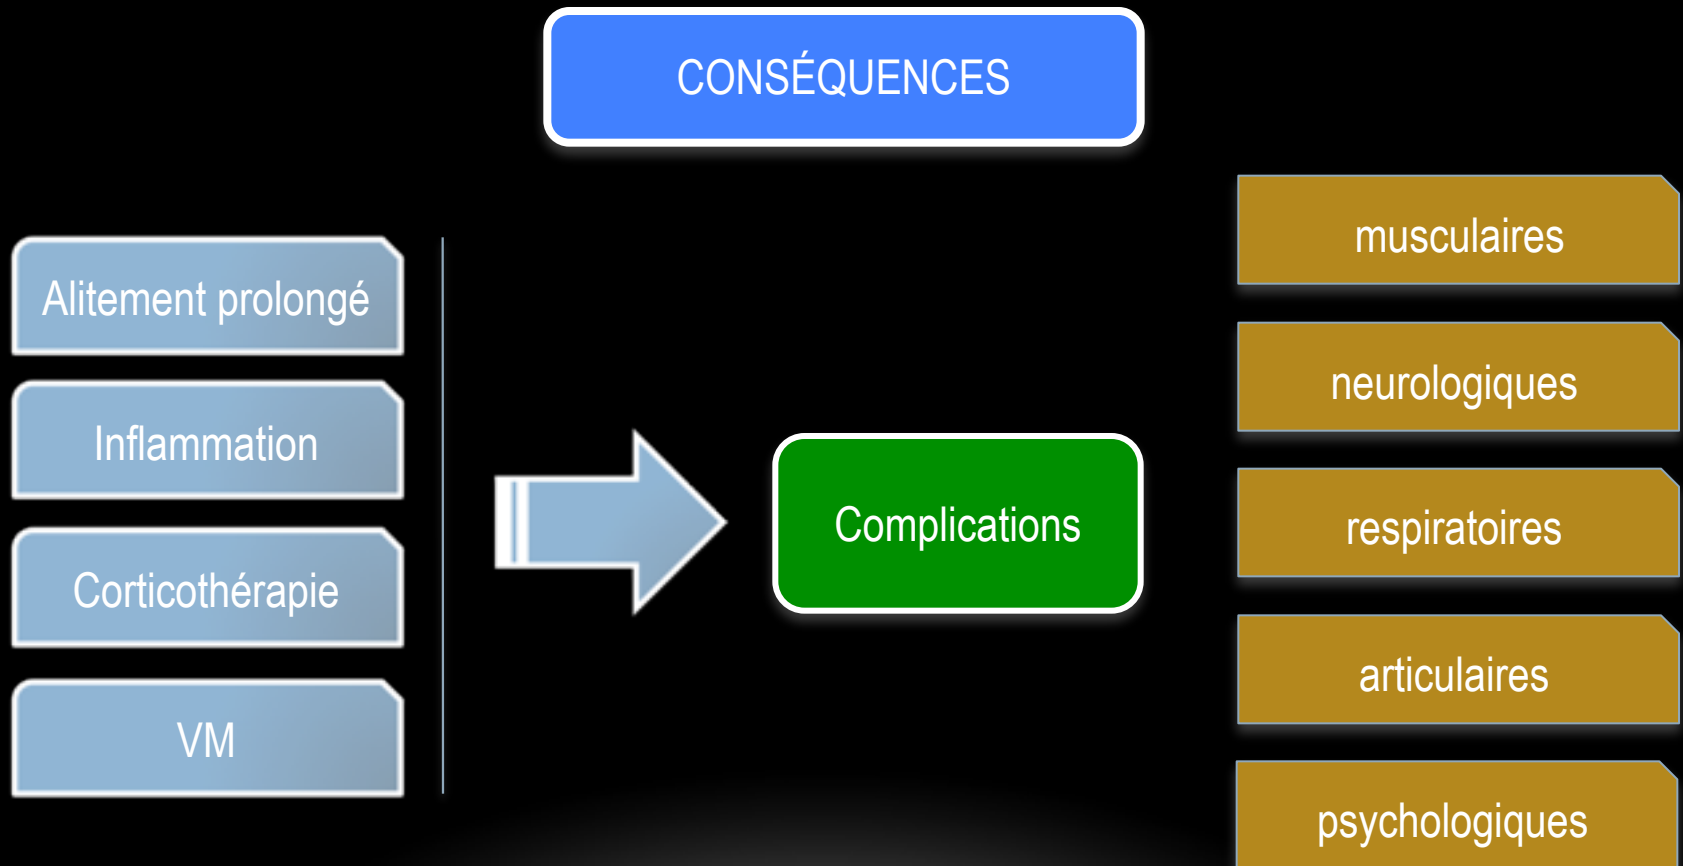 CONSÉQUENCES
Alitement prolongé
Inflammation
Corticothérapie
VM
Complications
musculaires
neurologiques
respiratoires
articulaires
psychologiques